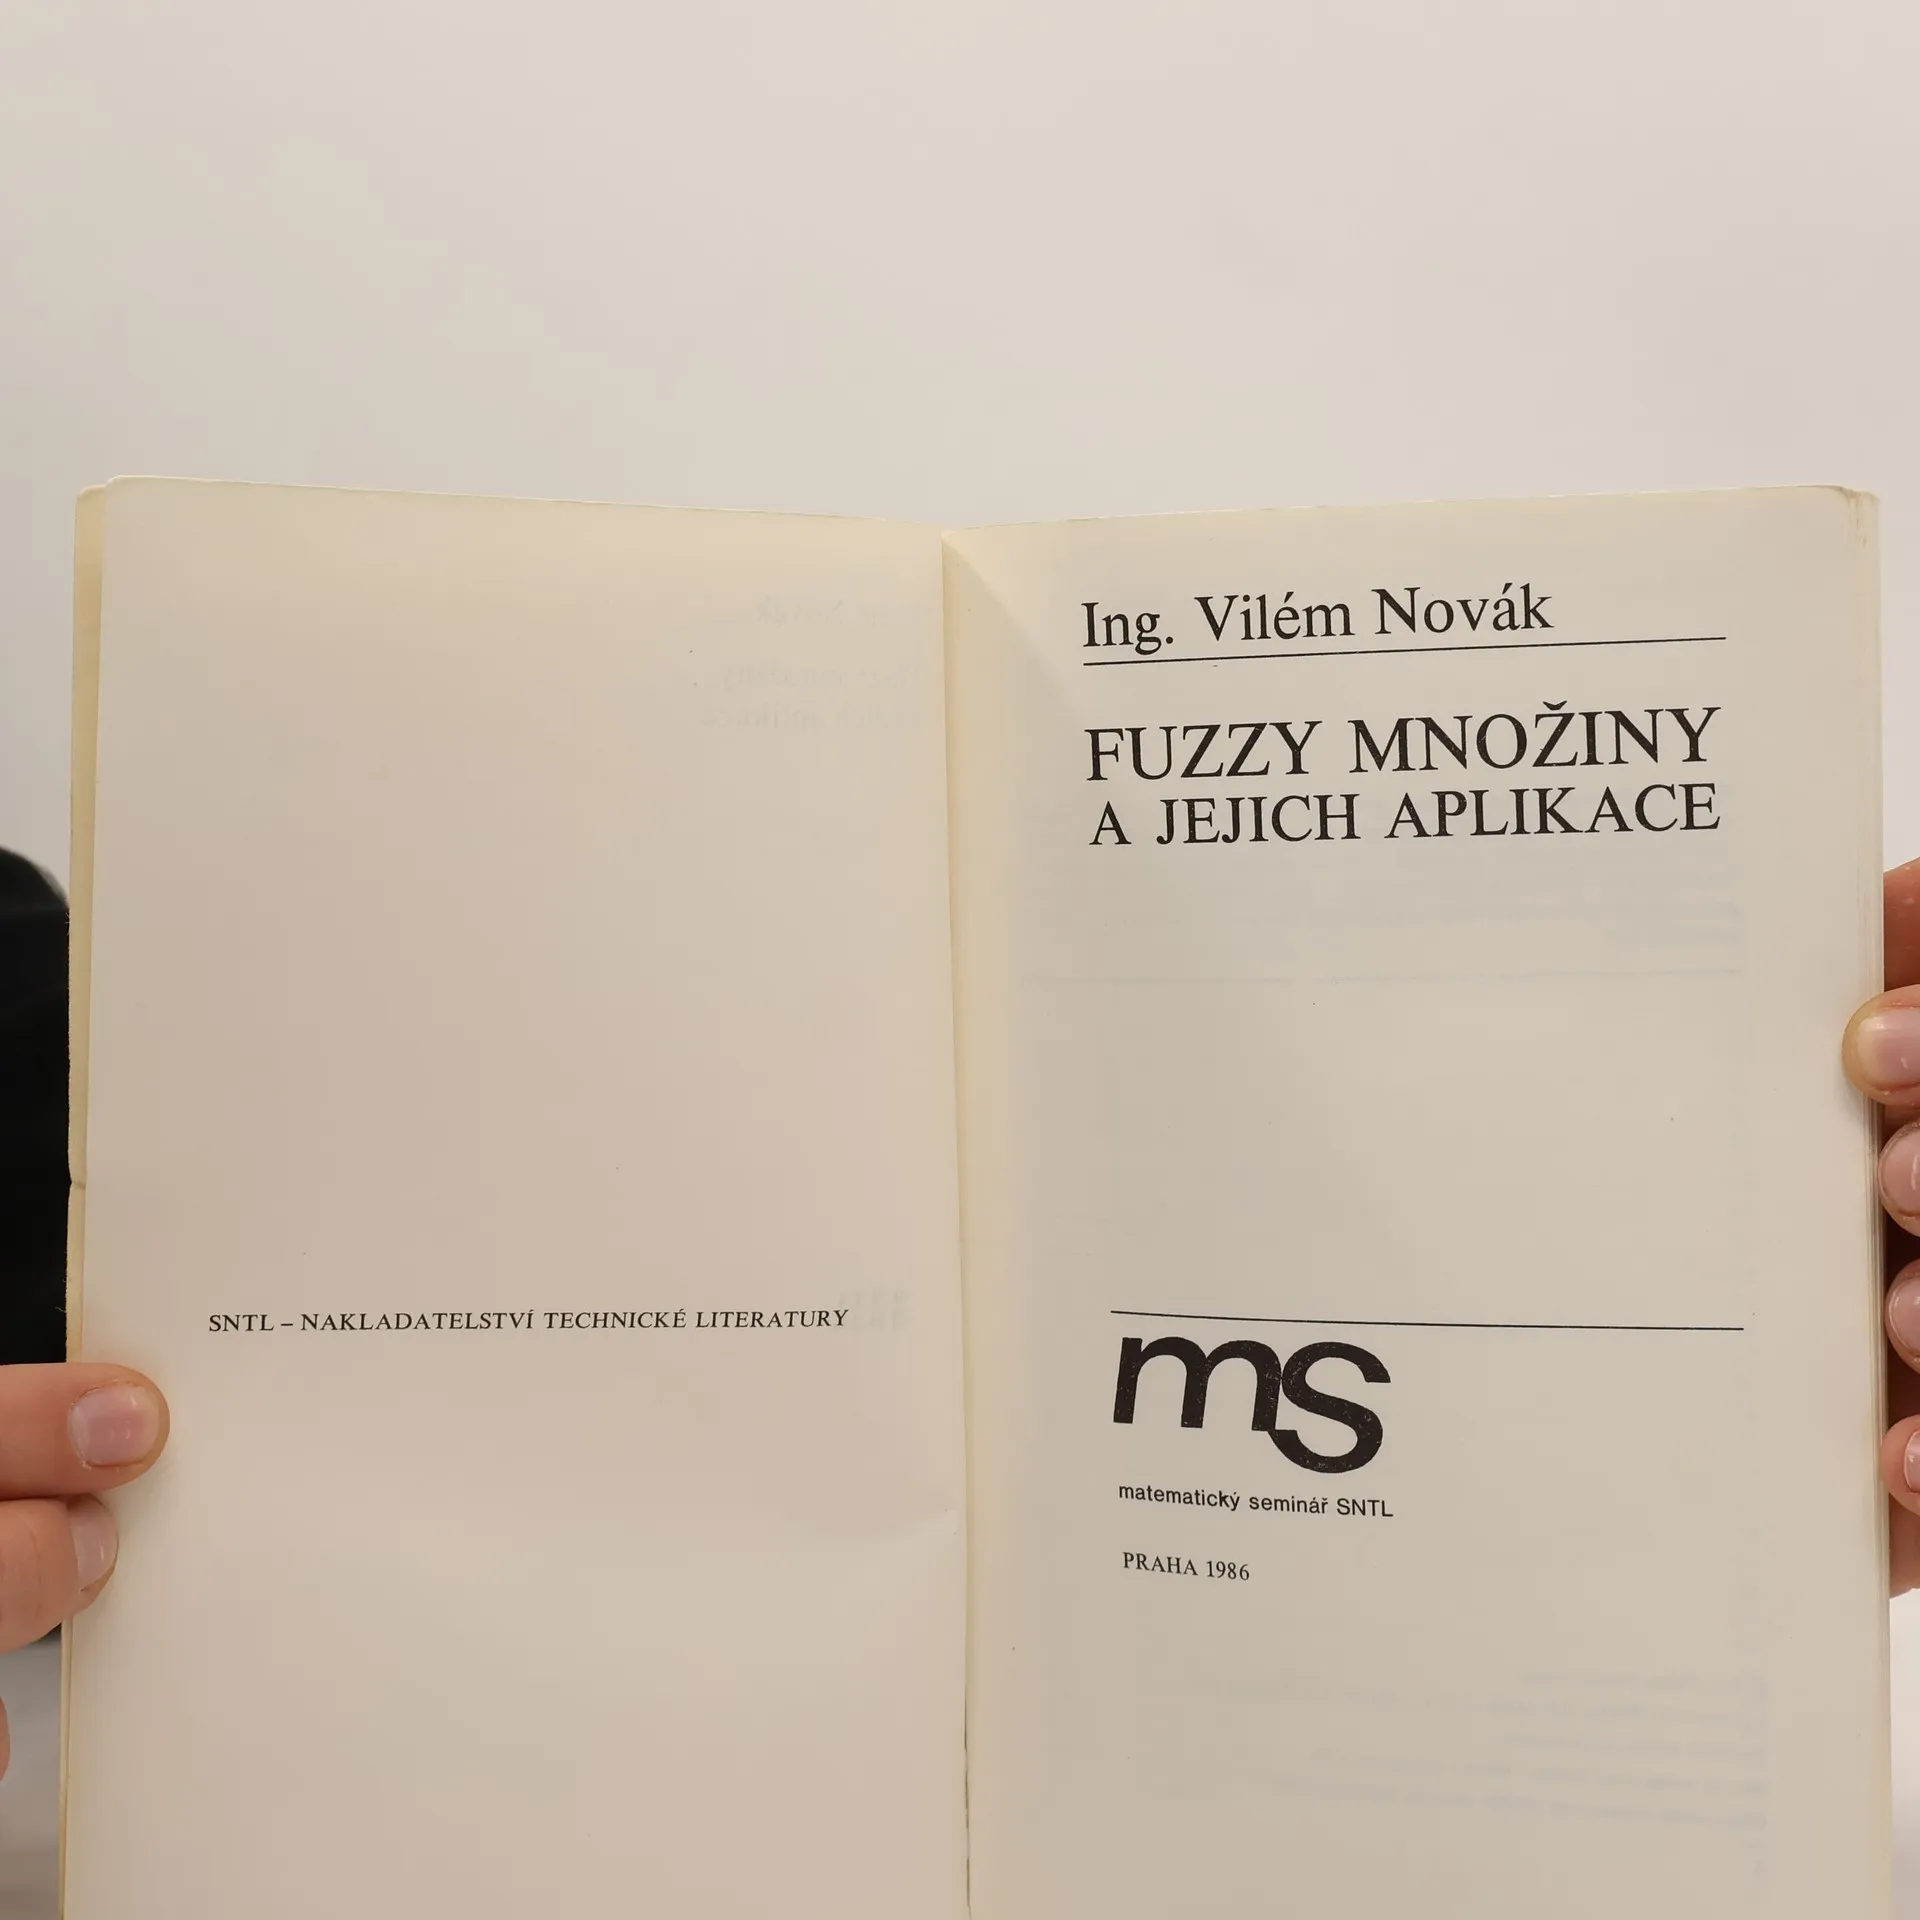 SNTL – NAKLADATELSTVÍ TECHNICKÉ LITERATURY
Ing. Vilém Novák
FUZZY MNOŽINY
A JEJICH APLIKACE
ms
matematický seminář SNTL
PRAHA 1986